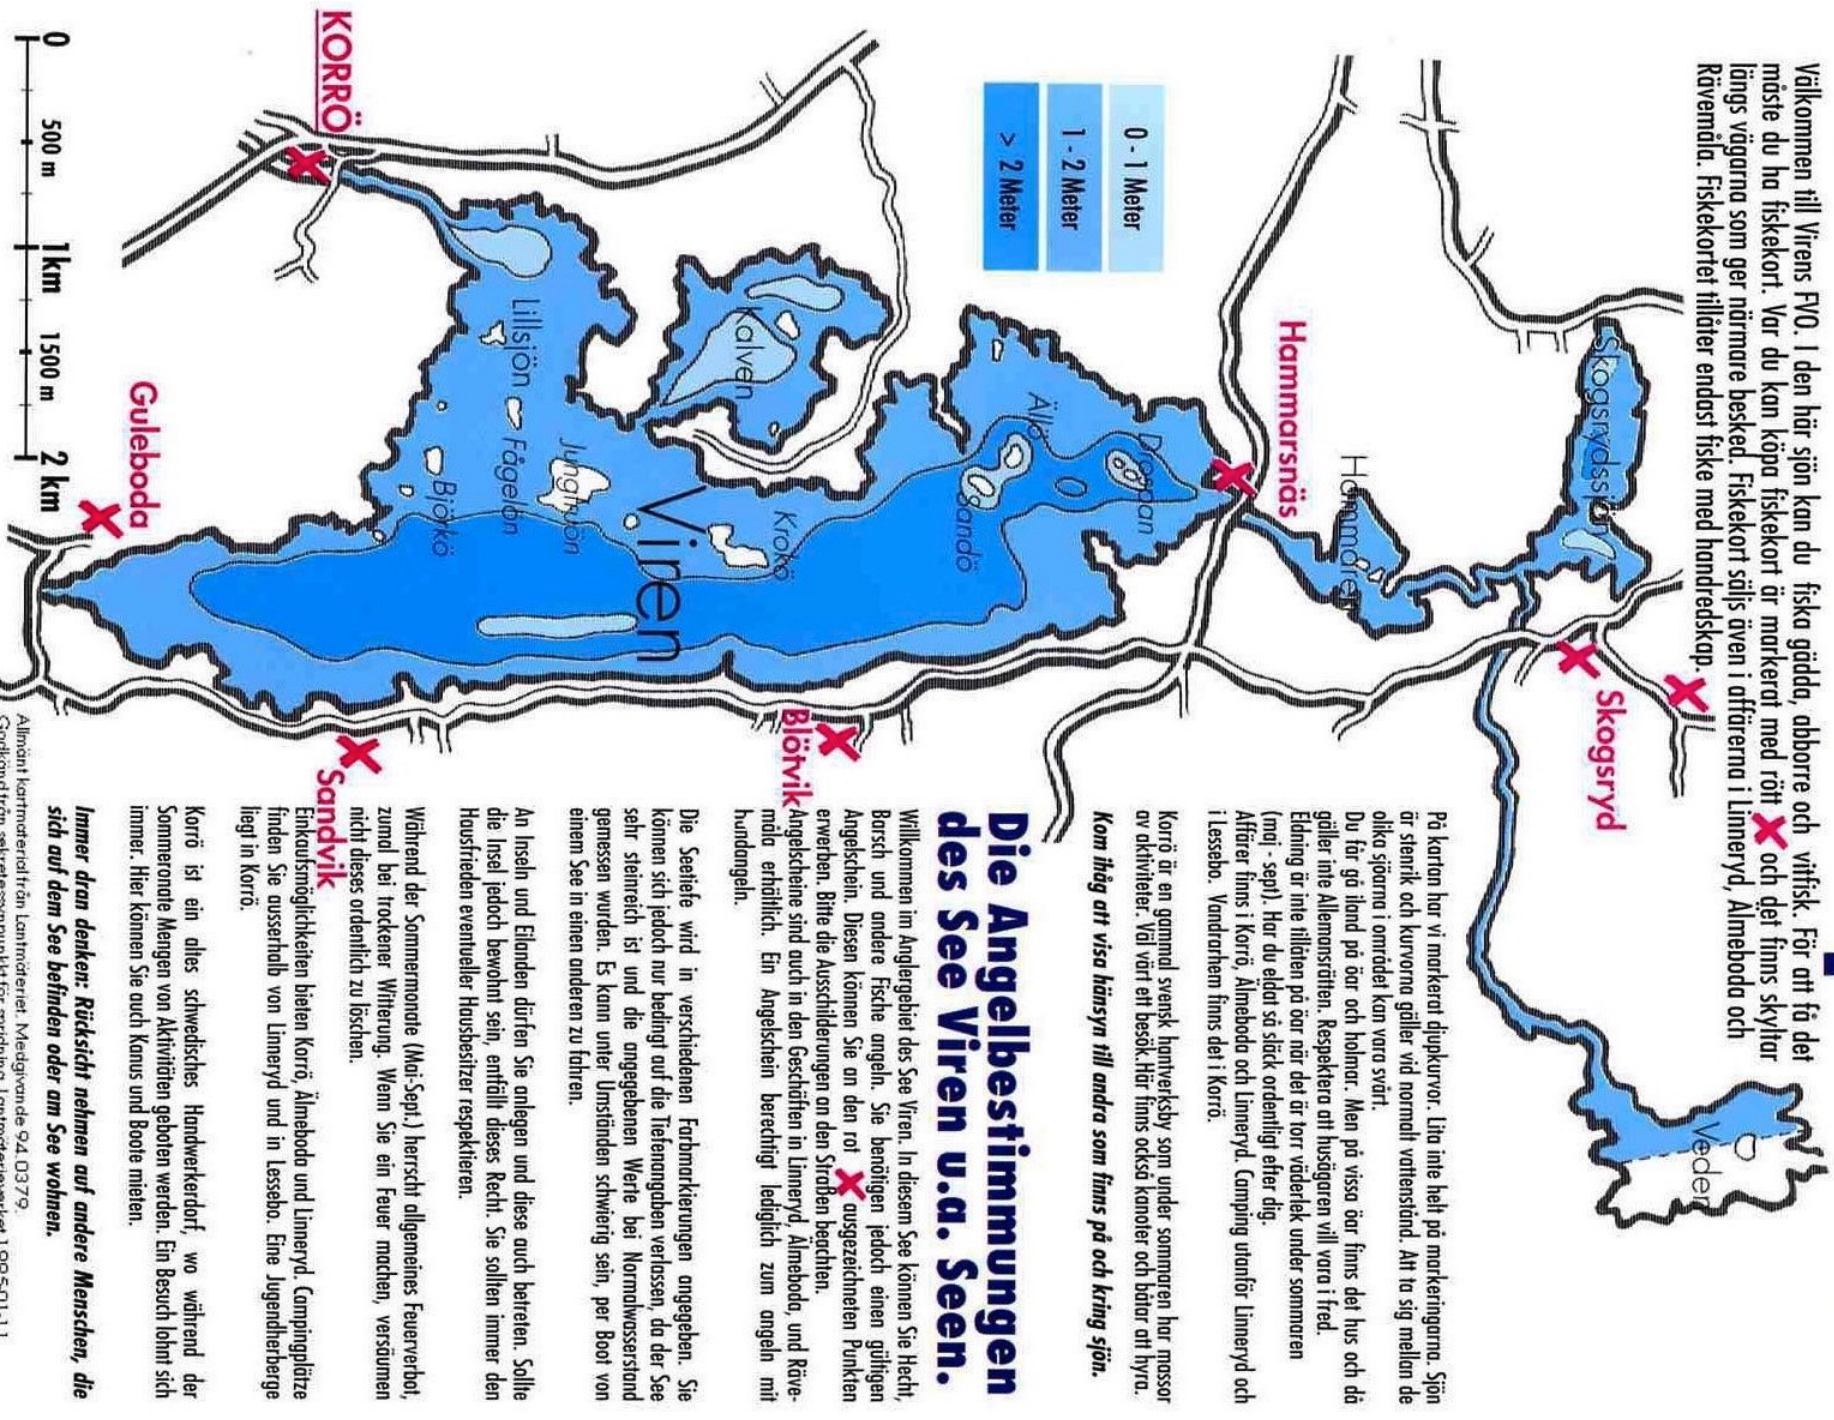 Välkommen till Virens FVO. I den här sjön kan du fiska gädda, abborre och vitfisk. För att få det
måste du ha fiskekort. Var du kan köpa fiskekort är markerat med rött och det finns skyltar
längs vägarna som ger närmare besked. Fiskekort säljs även i affärerna i Linneryd, Älmeboda och
Rävemåla. Fiskekortet tillåter endast fiske med handredskap.
0 - 1 Meter
1 - 2 Meter
> 2 Meter
Skogsrydssjön
Skogsryd
Hammarsnäs
Hammaren
Veder
Drospan
Ällö
Sandö
Kalven
Krokö
Viren
Jungfrun
Lillsjön
Fågelön
Björkö
KORRÖ
Blötvik
Sandvik
Guleboda
0
500 m
1km
1500 m
2 km
På kartan har vi markerat djupkurvor. Lita inte helt på markeringarna. Sjön
är stenrik och kurvorna gäller vid normalt vattenstånd. Att ta sig mellan de
olika sjöarna i området kan vara svårt.
Du får gå iland på öar och holmar. Men på vissa öar finns det hus och då
gäller inte Allemansrätten. Respektera att husägaren vill vara i fred.
Eldning är inte tillåten på öar när det är torr väderlek under sommaren
(maj - sept). Har du eldat så släck ordentligt efter dig.
Affärer finns i Korrö, Älmeboda och Linneryd. Camping utanför Linneryd och
i Lessebo. Vandrarhem finns det i Korrö.
Korrö är en gammal svensk hantverksby som under sommaren har massor
av aktiviteter. Väl värt ett besök. Här finns också kanoter och båtar att hyra.
Kom ihåg att visa hänsyn till andra som finns på och kring sjön.
Die Angelbestimmungen
des See Viren u.a. Seen.
Willkommen im Anglergebiet des See Viren. In diesem See können Sie Hecht,
Barsch und andere Fische angeln. Sie benötigen jedoch einen gültigen
Angelschein. Diesen können Sie an den rot ausgezeichneten Punkten
erwerben. Bitte die Ausschilderungen an den Straßen beachten.
Angelscheine sind auch in den Geschäften in Linneryd, Älmeboda, und Räve-
måla erhältlich. Ein Angelschein berechtigt lediglich zum angeln mit
hundangeln.
Die Seetiefe wird in verschiedenen Farbmarkierungen angegeben. Sie
können sich jedoch nur bedingt auf die Tiefenangaben verlassen, da der See
sehr steinreich ist und die angegebenen Werte bei Normalwasserstand
gemessen wurden. Es kann unter Umständen schwierig sein, per Boot von
einem See in einen anderen zu fahren.
An Inseln und Eilanden dürfen Sie anlegen und diese auch betreten. Sollte
die Insel jedoch bewohnt sein, entfällt dieses Recht. Sie sollten immer den
Hausfrieden eventueller Hausbesitzer respektieren.
Während der Sommermonate (Mai-Sept.) herrscht allgemeines Feuerverbot,
zumal bei trockener Witterung. Wenn Sie ein Feuer machen, versäumen
nicht dieses ordentlich zu löschen.
Einkaufsmöglichkeiten bieten Korrö, Älmeboda und Linneryd. Campingplätze
finden Sie ausserhalb von Linneryd und in Lessebo. Eine Jugendherberge
liegt in Korrö.
Korrö ist ein altes schwedisches Handwerkerdorf, wo während der
Sommeronate Mengen von Aktivitäten geboten werden. Ein Besuch lohnt sich
immer. Hier können Sie auch Kanus und Boote mieten.
Immer dran denken: Rücksicht nehmen auf andere Menschen, die
sich auf dem See befinden oder am See wohnen.
Allmänt kartmaterial från Lantmäteriet. Medgivande 94.0379.